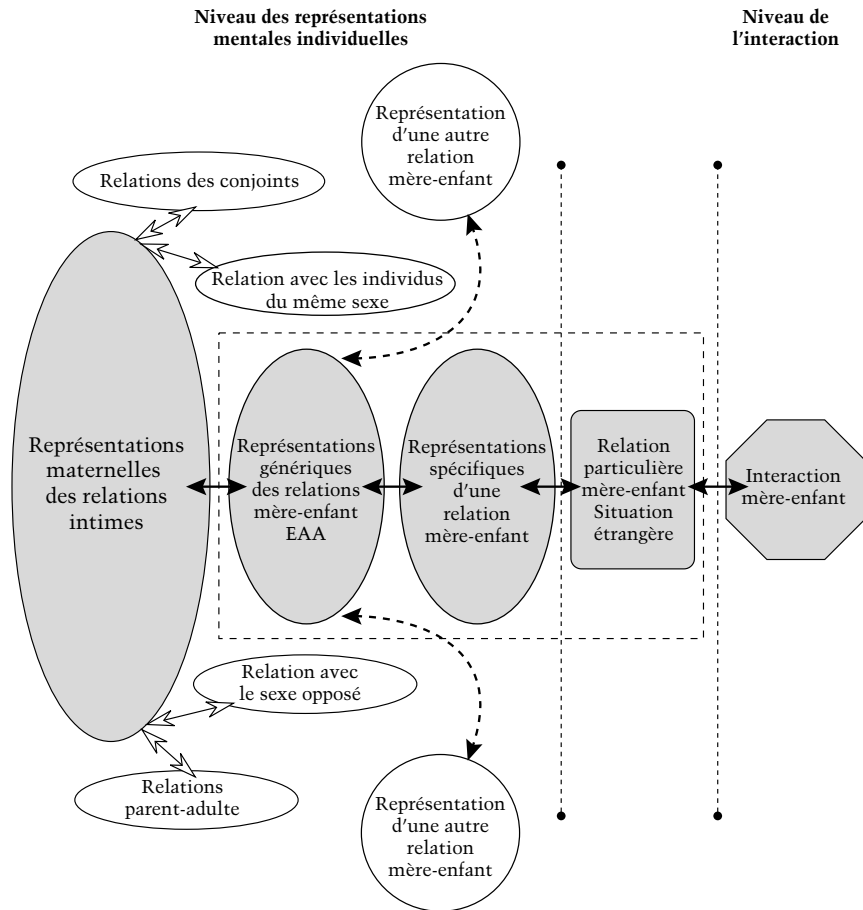 Niveau des représentations
mentales individuelles
Niveau de
l'interaction
Représentation
d'une autre
relation
mère-enfant
Relations des conjoints
Relation avec les individus
du même sexe
Représentations
maternelles
des relations
intimes
Représentations
génériques
des relations
mère-enfant
EAA
Représentations
spécifiques
d'une
relation
mère-enfant
Relation
particulière
mère-enfant
Situation
étrangère
Interaction
mère-enfant
Relation avec
le sexe opposé
Relations
parent-adulte
Représentation
d'une autre
relation
mère-enfant